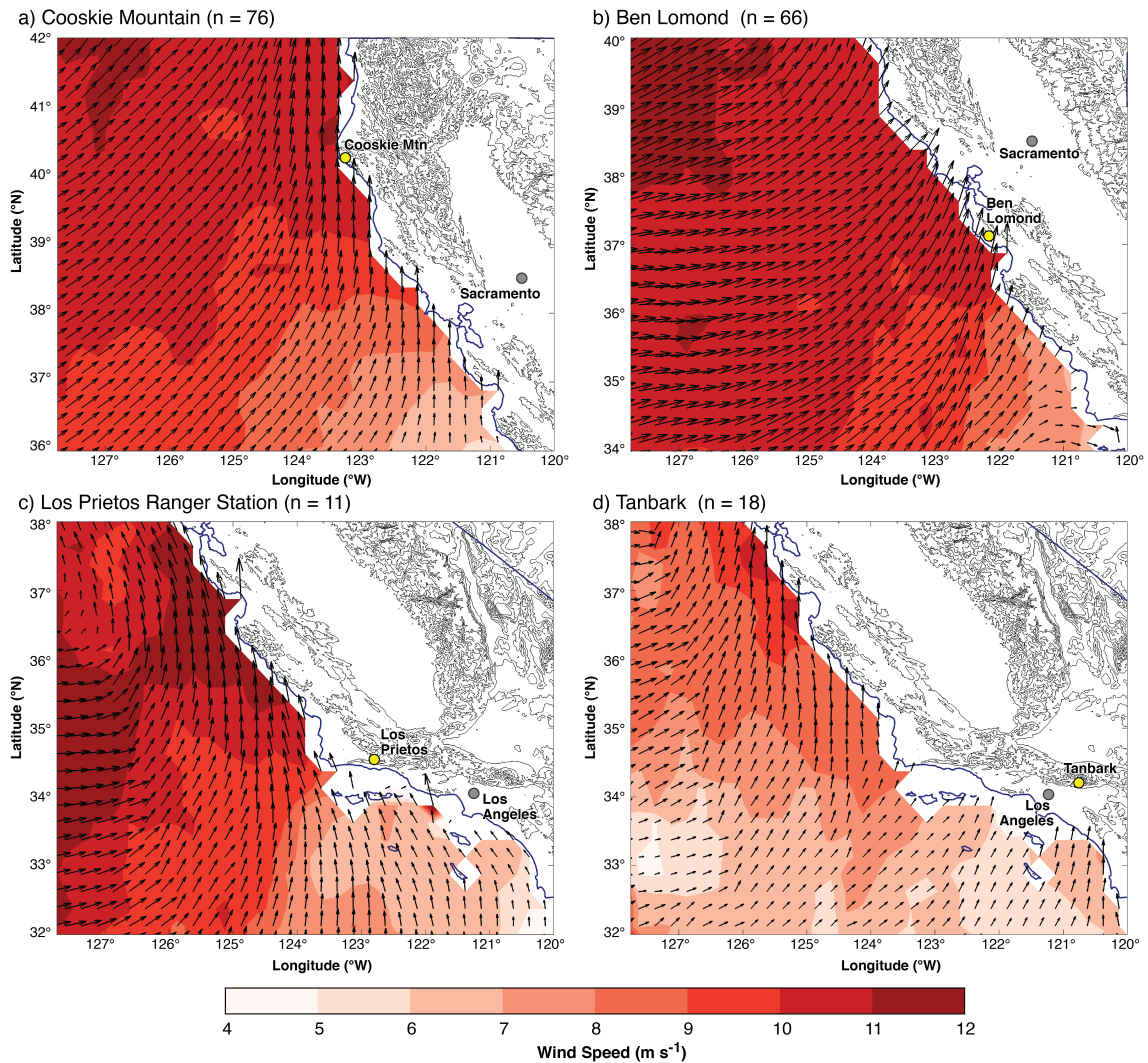 a) Cooskie Mountain (n = 76)
42°
41°
40°
39°
38°
37°
36°
Latitude (°N)
Cooskie Mtn
Sacramento
127°
126°
125°
124°
123°
122°
121°
120°
Longitude (°W)
b) Ben Lomond (n = 66)
40°
39°
38°
37°
36°
35°
34°
Latitude (°N)
Sacramento
Ben
Lomond
127°
126°
125°
124°
123°
122°
121°
120°
Longitude (°W)
c) Los Prietos Ranger Station (n = 11)
38°
37°
36°
35°
34°
33°
32°
Latitude (°N)
Los
Prietos
Los
Angeles
127°
126°
125°
124°
123°
122°
121°
120°
Longitude (°W)
d) Tanbark (n = 18)
38°
37°
36°
35°
34°
33°
32°
Latitude (°N)
Tanbark
Los
Angeles
127°
126°
125°
124°
123°
122°
121°
120°
Longitude (°W)
4 5 6 7 8 9 10 11 12
Wind Speed (m s⁻¹)